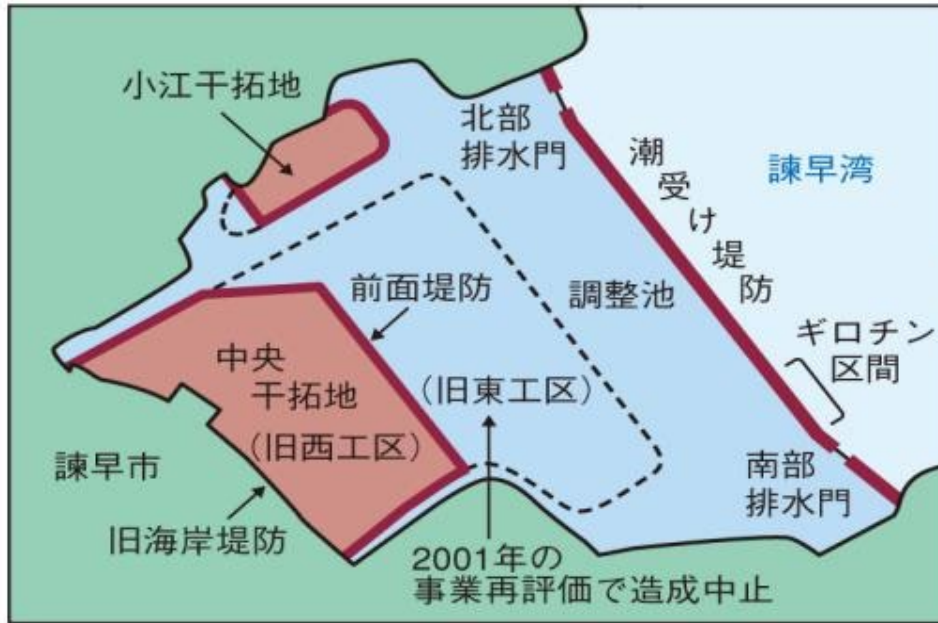 小江干拓地
北部
排水門
潮受け堤防
諫早湾
前面堤防
調整池
ギロチン
区間
中央
干拓地
(旧西工区)
(旧東工区)
諫早市
南部
排水門
旧海岸堤防
2001年の
事業再評価で造成中止